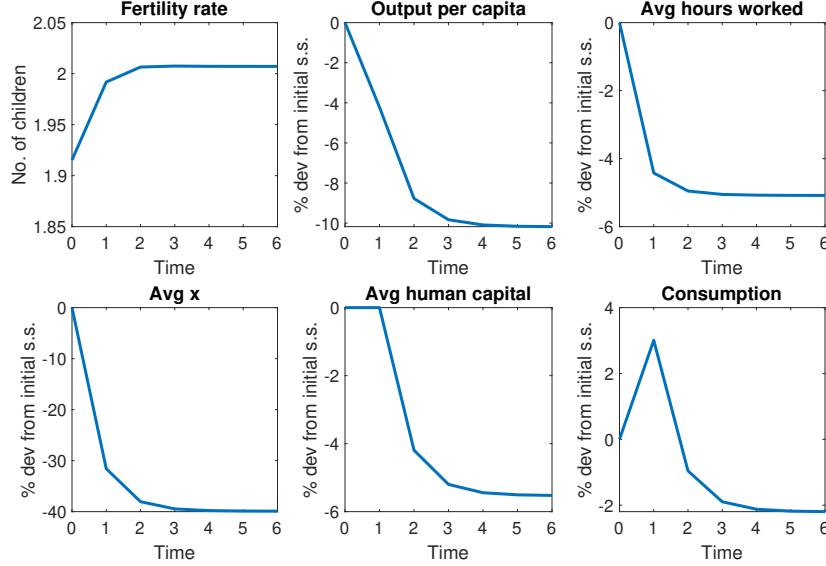 Fertility rate
No. of children
2.05
2
1.95
1.9
1.85
0 1 2 3 4 5 6
Time
Output per capita
% dev from initial s.s.
0
-2
-4
-6
-8
-10
0 1 2 3 4 5 6
Time
Avg hours worked
% dev from initial s.s.
0
-2
-4
-6
0 1 2 3 4 5 6
Time
Avg x
% dev from initial s.s.
0
-10
-20
-30
-40
0 1 2 3 4 5 6
Time
Avg human capital
% dev from initial s.s.
0
-2
-4
-6
0 1 2 3 4 5 6
Time
Consumption
% dev from initial s.s.
4
2
0
-2
0 1 2 3 4 5 6
Time